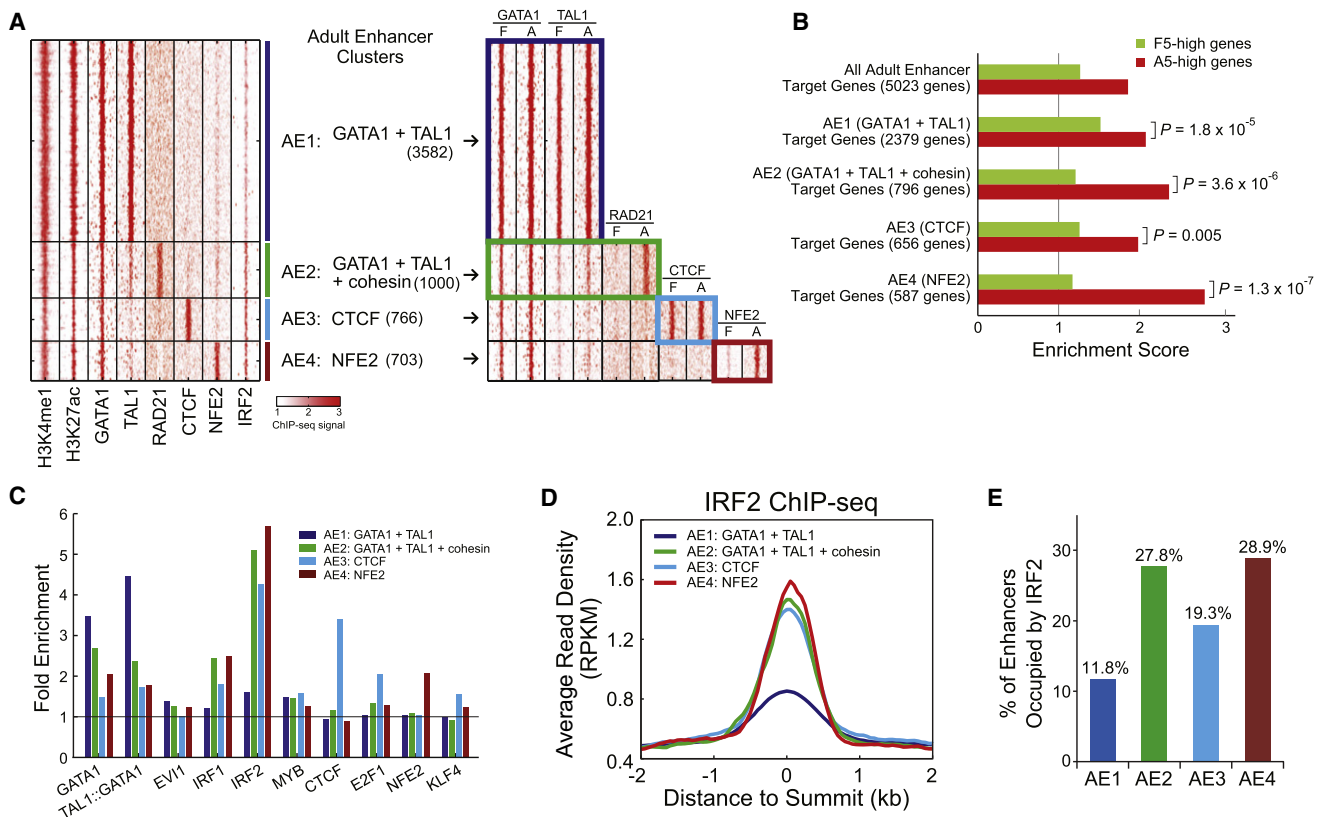 A
Adult Enhancer
Clusters
AE1: GATA1 + TAL1
(3582)
AE2: GATA1 + TAL1
+ cohesin (1000)
AE3: CTCF (766)
AE4: NFE2 (703)
H3K4me1
H3K27ac
GATA1
TAL1
RAD21
CTCF
NFE2
IRF2
1 2 3
ChIP-seq signal
GATA1 TAL1
F A F A
RAD21
F A
CTCF
F A
NFE2
F A
B
F5-high genes
A5-high genes
All Adult Enhancer
Target Genes (5023 genes)
AE1 (GATA1 + TAL1)
Target Genes (2379 genes)
P = 1.8 x 10⁻⁵
AE2 (GATA1 + TAL1 + cohesin)
Target Genes (796 genes)
P = 3.6 x 10⁻⁶
AE3 (CTCF)
Target Genes (656 genes)
P = 0.005
AE4 (NFE2)
Target Genes (587 genes)
P = 1.3 x 10⁻⁷
0 1 2 3
Enrichment Score
C
Fold Enrichment
6
5
4
3
2
1
0
AE1: GATA1 + TAL1
AE2: GATA1 + TAL1 + cohesin
AE3: CTCF
AE4: NFE2
GATA1
TAL1::GATA1
EVI1
IRF1
IRF2
MYB
CTCF
E2F1
NFE2
KLF4
D
IRF2 ChIP-seq
Average Read Density
(RPKM)
2.0
1.6
1.2
0.8
0.4
AE1: GATA1 + TAL1
AE2: GATA1 + TAL1 + cohesin
AE3: CTCF
AE4: NFE2
-2 -1 0 1 2
Distance to Summit (kb)
E
% of Enhancers
Occupied by IRF2
30
20
10
0
11.8%
27.8%
19.3%
28.9%
AE1 AE2 AE3 AE4